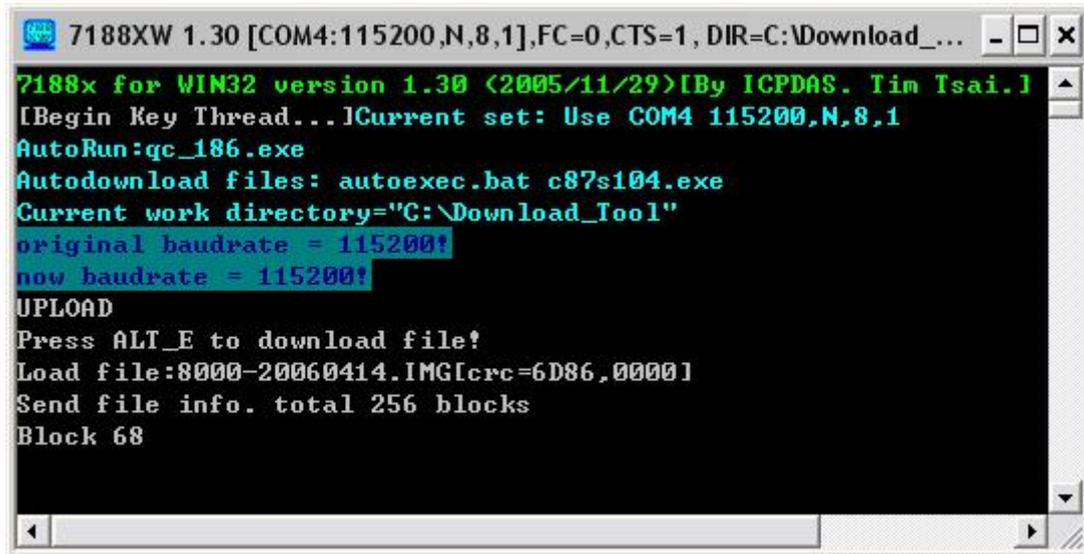 7188XW 1.30 [COM4:115200,N,8,1],FC=0,CTS=1, DIR=C:\Download_...
7188x for WIN32 version 1.30 (2005/11/29)[By ICPDAS. Tim Tsai.]
[Begin Key Thread...]Current set: Use COM4 115200,N,8,1
AutoRun:qc_186.exe
Autodownload files: autoexec.bat c87s104.exe
Current work directory="C:\Download_Tool"
original baudrate = 115200!
now baudrate = 115200!
UPLOAD
Press ALT_E to download file!
Load file:8000-20060414.IMG[crc=6D86,0000]
Send file info. total 256 blocks
Block 68